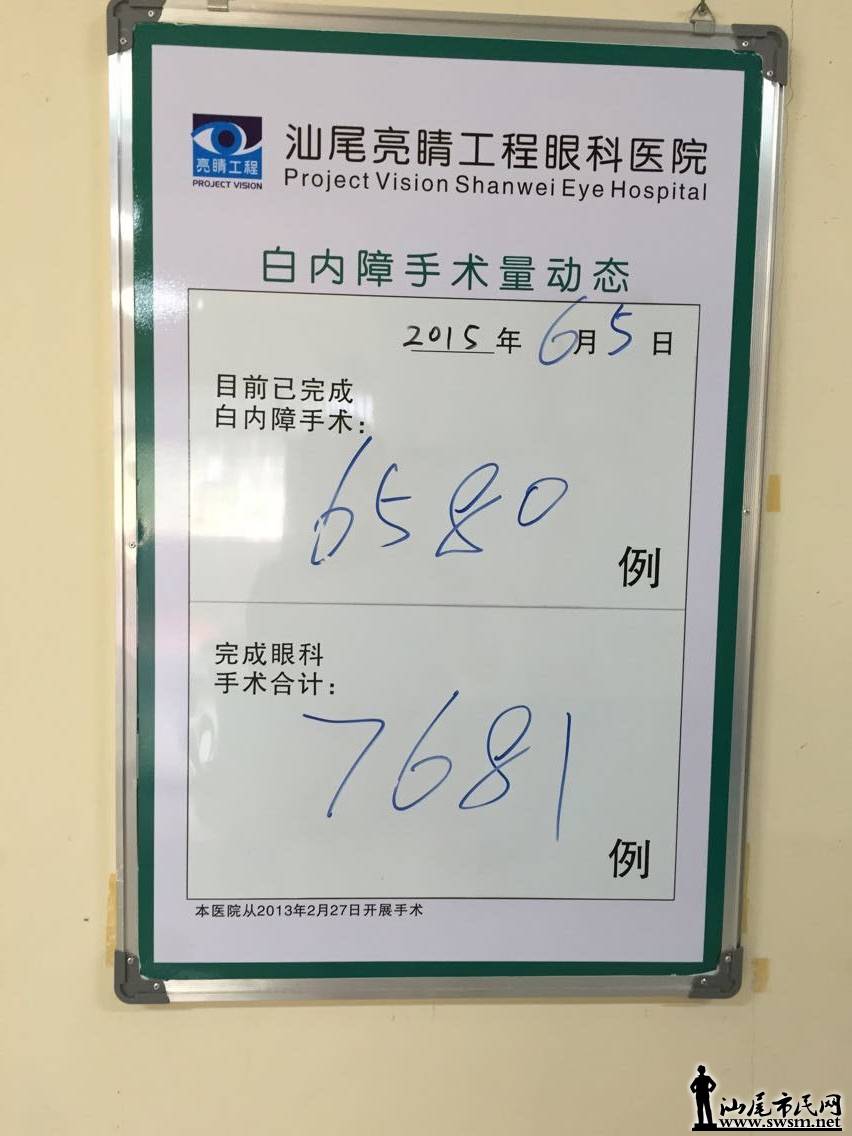 亮睛工程
PROJECT VISION
汕尾亮睛工程眼科医院
Project Vision Shanwei Eye Hospital
白内障手术量动态
2015年6月5日
目前已完成
白内障手术:
6580
例
完成眼科
手术合计:
7681
例
本医院从2013年2月27日开展手术
汕尾市民网
www.swsm.net